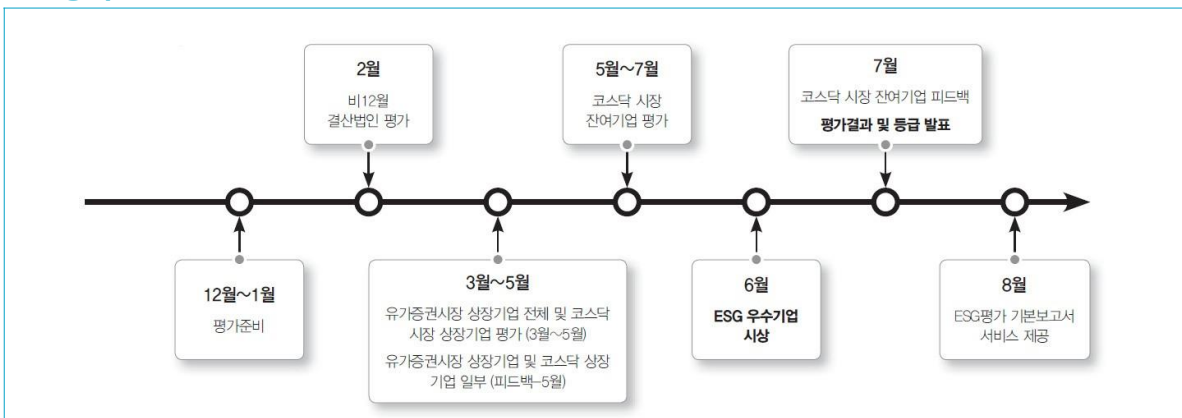 12월~1월
평가준비
2월
비12월
결산법인 평가
3월~5월
유가증권시장 상장기업 전체 및 코스닥
시장 상장기업 평가 (3월~5월)
유가증권시장 상장기업 및 코스닥 상장
기업 일부 (피드백-5월)
5월~7월
코스닥 시장
잔여기업 평가
6월
ESG 우수기업
시상
7월
코스닥 시장 잔여기업 피드백
평가결과 및 등급 발표
8월
ESG평가 기본보고서
서비스 제공